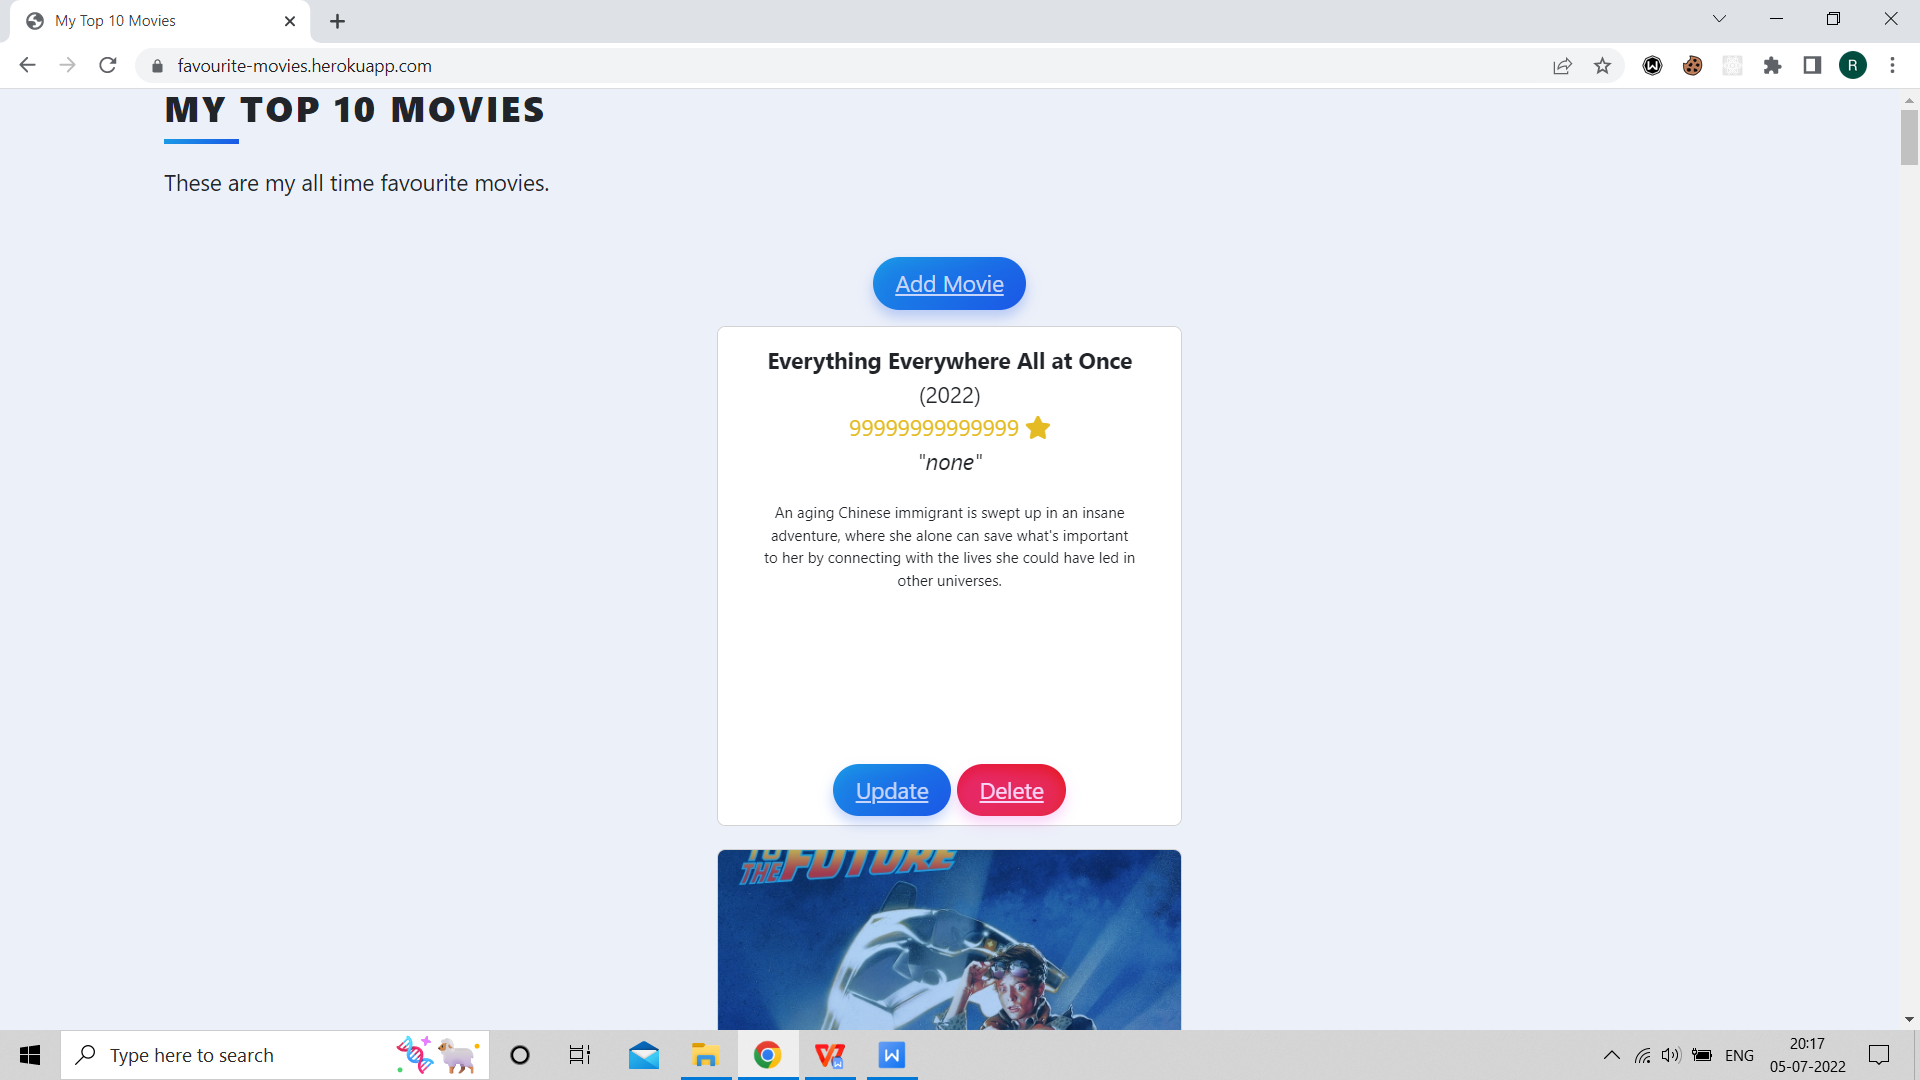 My Top 10 Movies
favourite-movies.herokuapp.com
R
MY TOP 10 MOVIES
These are my all time favourite movies.
Add Movie
Everything Everywhere All at Once
(2022)
99999999999999
"none"
An aging Chinese immigrant is swept up in an insane
adventure, where she alone can save what's important
to her by connecting with the lives she could have led in
other universes.
Update Delete
TO
THE FUTURE
Type here to search
ENG
20:17
05-07-2022